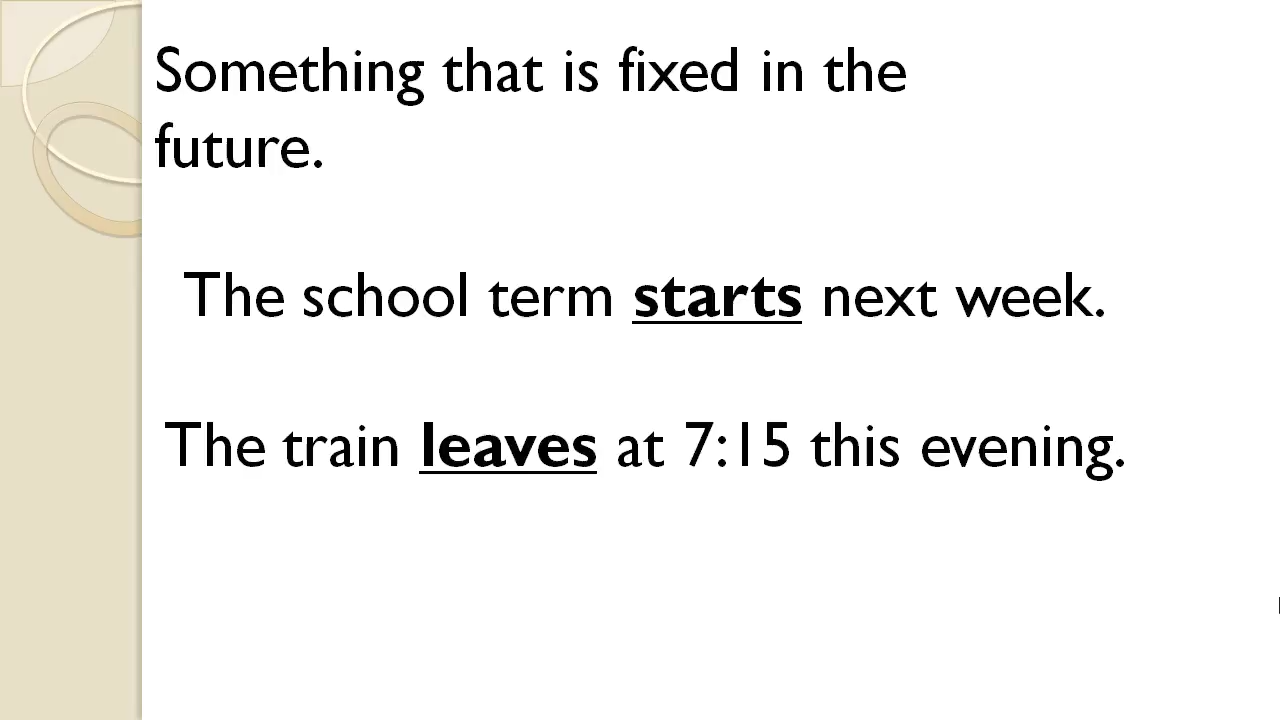 Something that is fixed in the
future.
The school term starts next week.
The train leaves at 7:15 this evening.